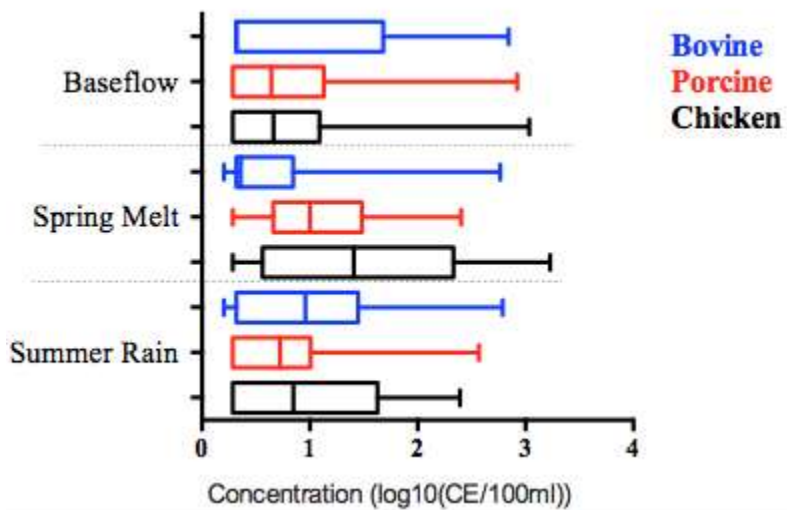 Bovine
Porcine
Chicken
Baseflow
Spring Melt
Summer Rain
0 1 2 3 4
Concentration (log10(CE/100ml))